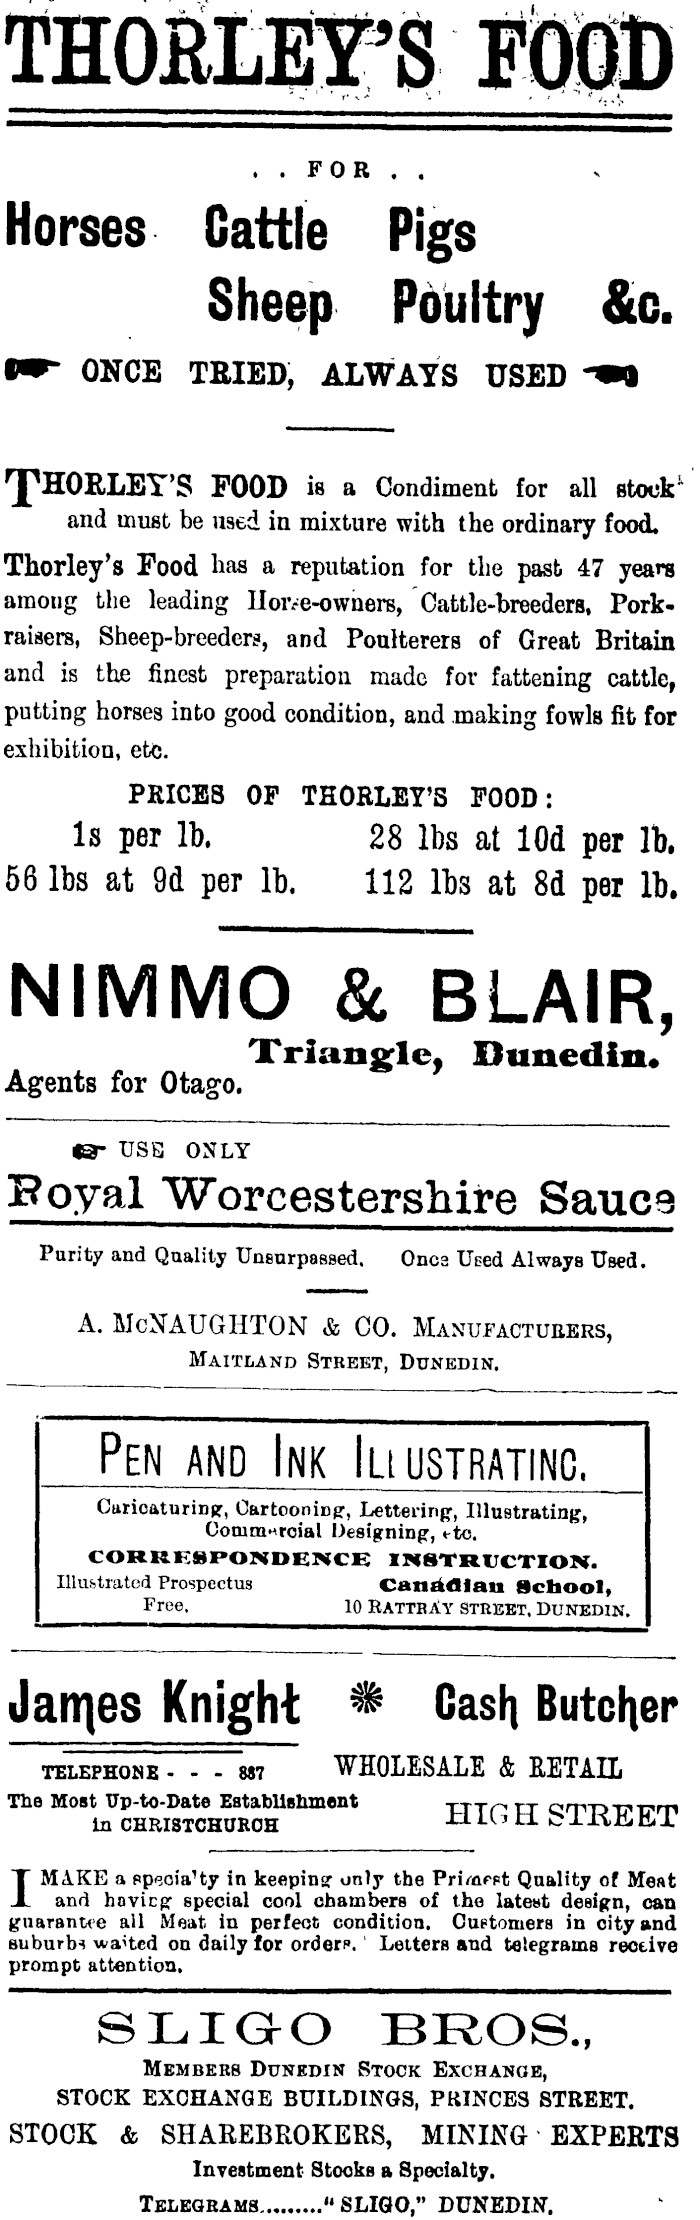 THORLEY'S FOOD
. . FOR . .
Horses Cattle Pigs
Sheep Poultry &c.
ONCE TRIED, ALWAYS USED
THORLEY'S FOOD is a Condiment for all stock
and must be used in mixture with the ordinary food.
Thorley's Food has a reputation for the past 47 years
among the leading Horse-owners, Cattle-breeders, Pork-
raisers, Sheep-breeders, and Poulterers of Great Britain
and is the finest preparation made for fattening cattle,
putting horses into good condition, and making fowls fit for
exhibition, etc.
PRICES OF THORLEY'S FOOD:
1s per lb. 28 lbs at 10d per lb.
56 lbs at 9d per lb. 112 lbs at 8d per lb.
NIMMO & BLAIR,
Triangle, Dunedin.
Agents for Otago.
USE ONLY
Royal Worcestershire Sauce
Purity and Quality Unsurpassed. Once Used Always Used.
A. McNAUGHTON & CO. MANUFACTURERS,
MAITLAND STREET, DUNEDIN.
PEN AND INK ILLUSTRATING.
Caricaturing, Cartooning, Lettering, Illustrating,
Commercial Designing, etc.
CORRESPONDENCE INSTRUCTION.
Illustrated Prospectus Canadian School,
Free. 10 RATTRAY STREET, DUNEDIN.
James Knight Cash Butcher
TELEPHONE - - - 887 WHOLESALE & RETAIL
The Most Up-to-Date Establishment
in CHRISTCHURCH HIGH STREET
I MAKE a specia'ty in keeping only the Primest Quality of Meat
and having special cool chambers of the latest design, can
guarantee all Meat in perfect condition. Customers in city and
suburbs waited on daily for orders. Letters and telegrams receive
prompt attention.
SLIGO BROS.,
MEMBERS DUNEDIN STOCK EXCHANGE,
STOCK EXCHANGE BUILDINGS, PRINCES STREET.
STOCK & SHAREBROKERS, MINING EXPERTS
Investment Stocks a Specialty.
TELEGRAMS........."SLIGO," DUNEDIN.